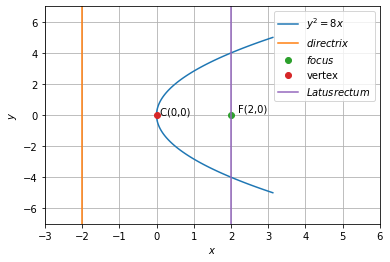 y² = 8x
directrix
focus
vertex
Latusrectum
C(0,0)
F(2,0)
6
4
2
0
−2
−4
−6
y
−3 −2 −1 0 1 2 3 4 5 6
x